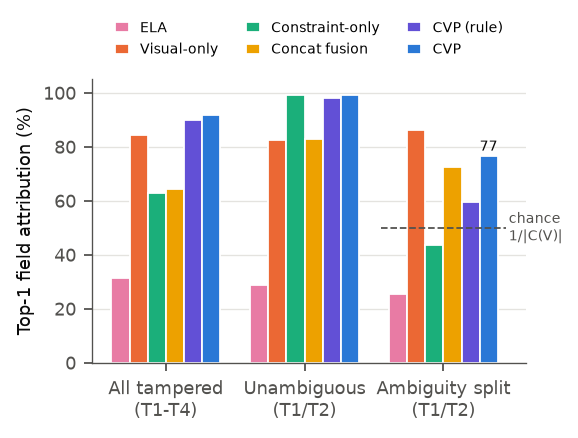 ELA
Visual-only
Constraint-only
Concat fusion
CVP (rule)
CVP
Top-1 field attribution (%)
100
80
60
40
20
0
77
chance
1/|C(V)|
All tampered
(T1-T4)
Unambiguous
(T1/T2)
Ambiguity split
(T1/T2)